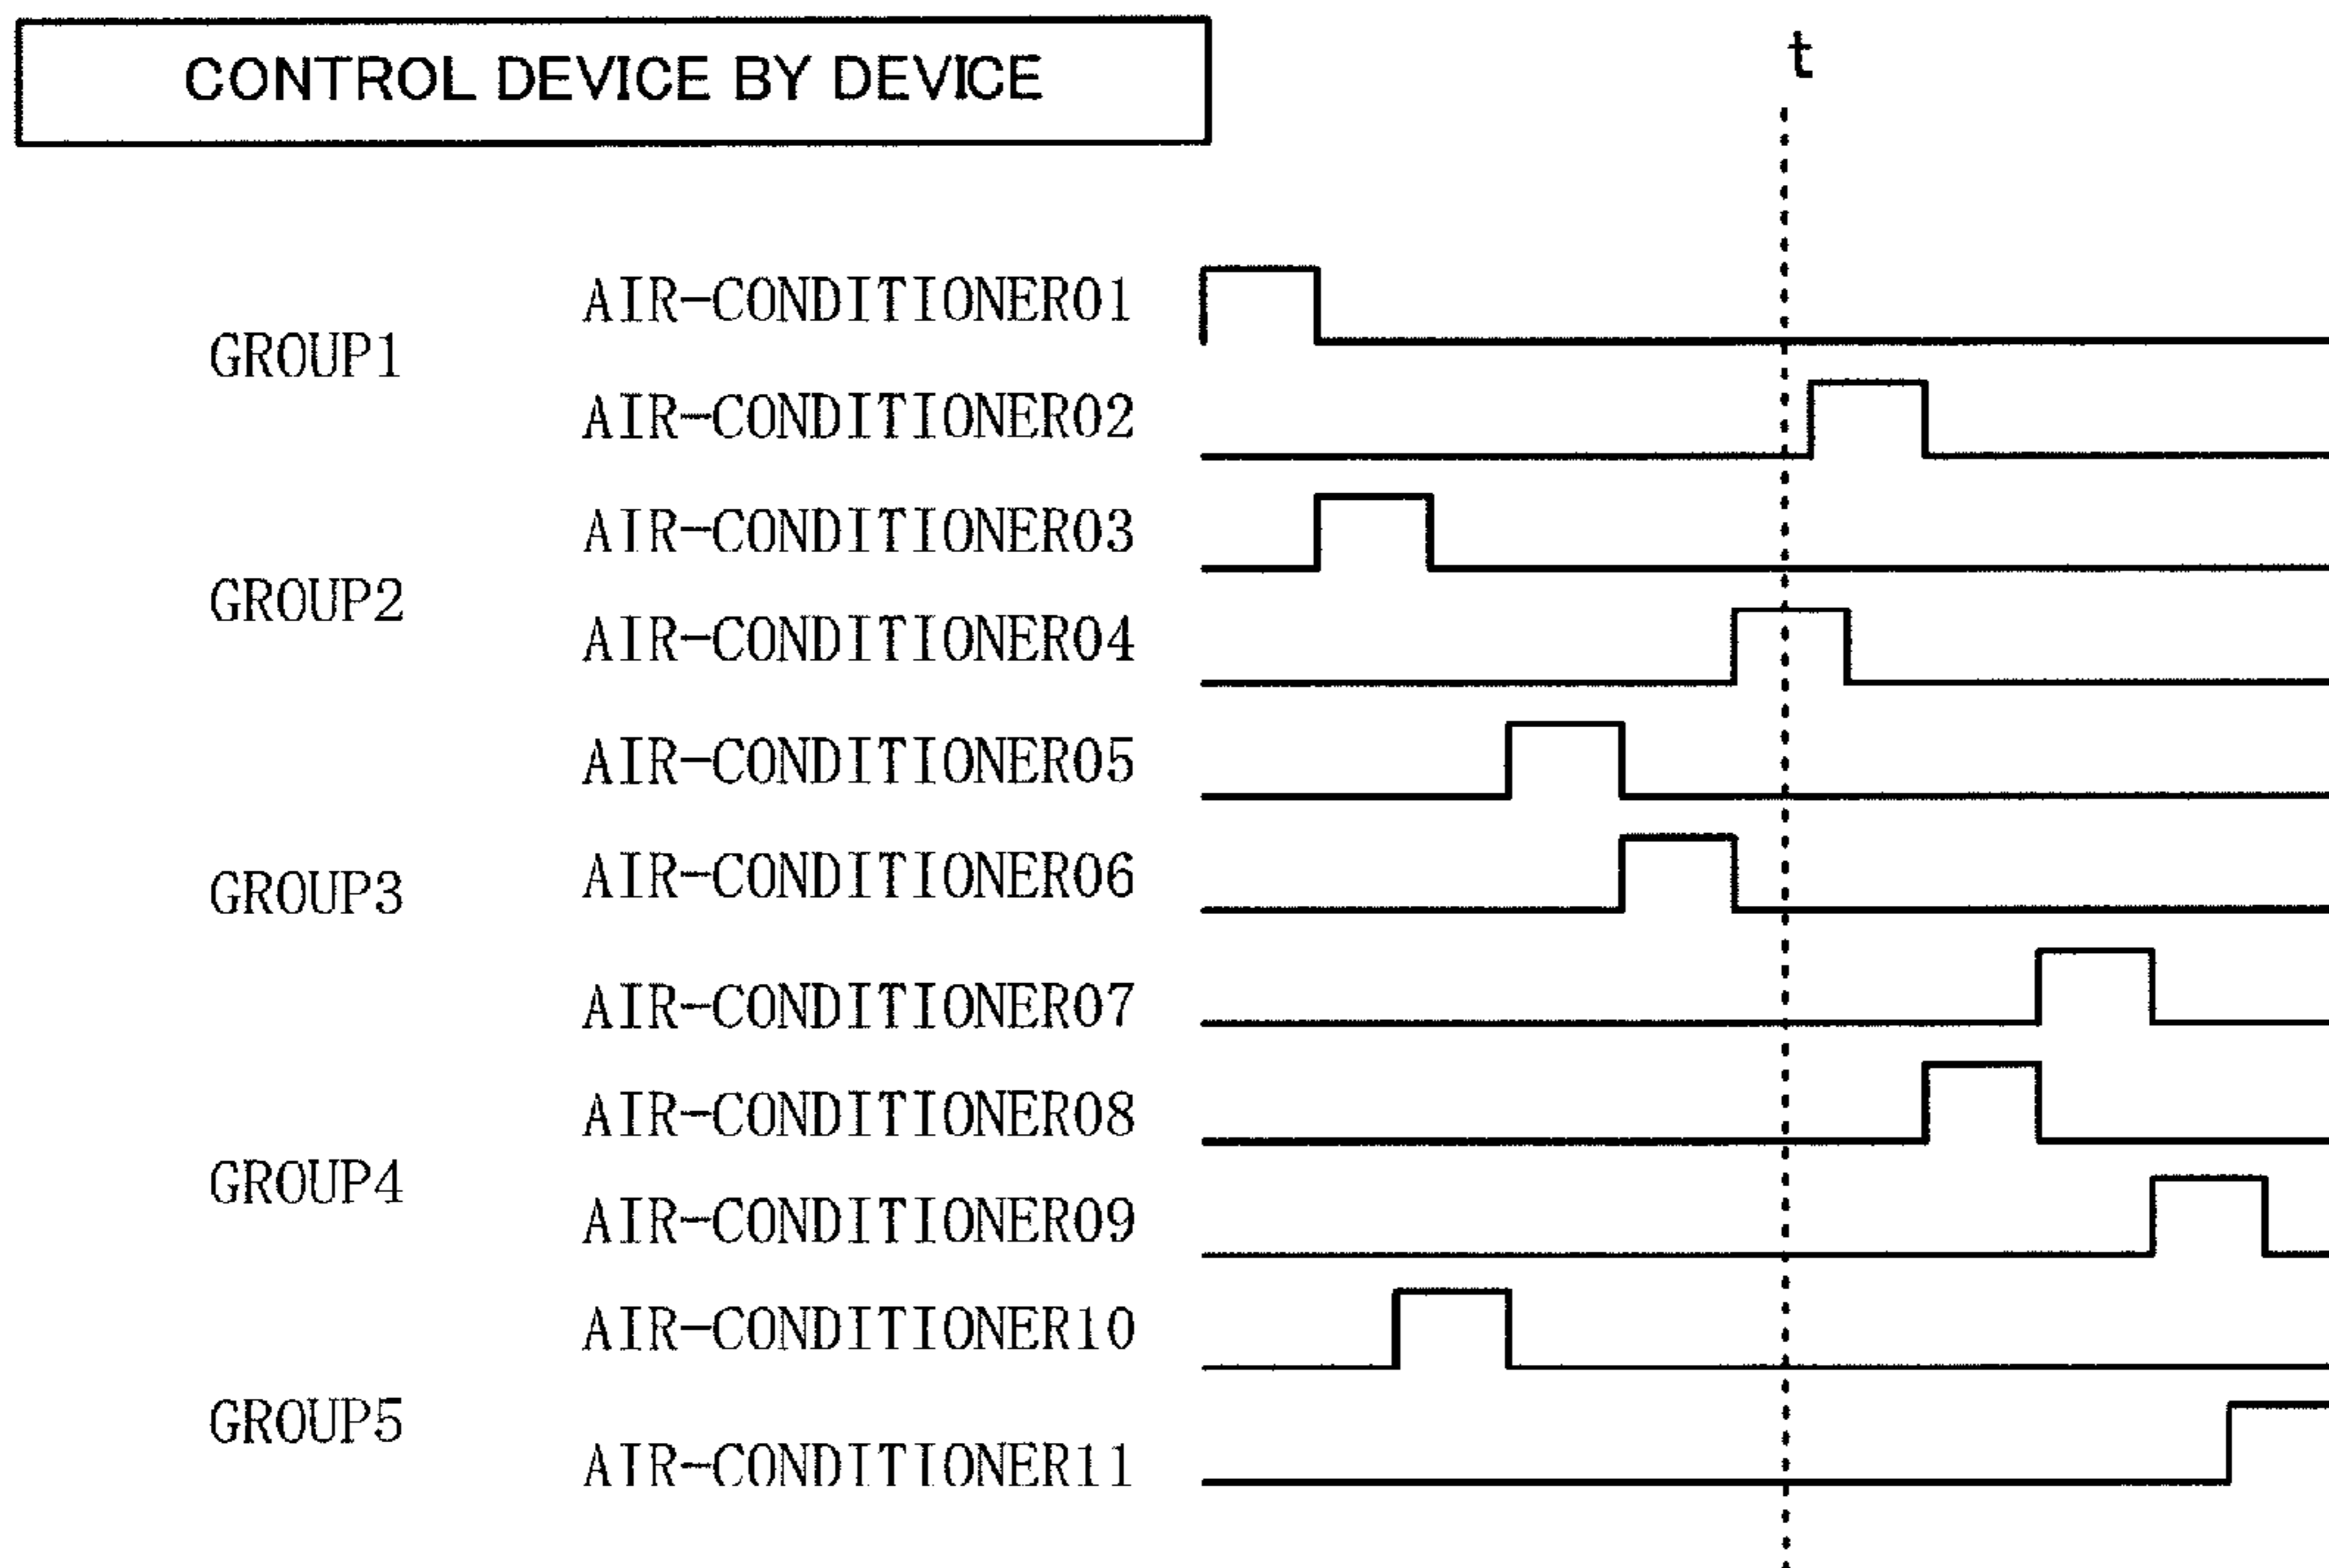 CONTROL DEVICE BY DEVICE
t
AIR-CONDITIONER01
GROUP1
AIR-CONDITIONER02
AIR-CONDITIONER03
GROUP2
AIR-CONDITIONER04
AIR-CONDITIONER05
GROUP3
AIR-CONDITIONER06
AIR-CONDITIONER07
AIR-CONDITIONER08
GROUP4
AIR-CONDITIONER09
AIR-CONDITIONER10
GROUP5
AIR-CONDITIONER11